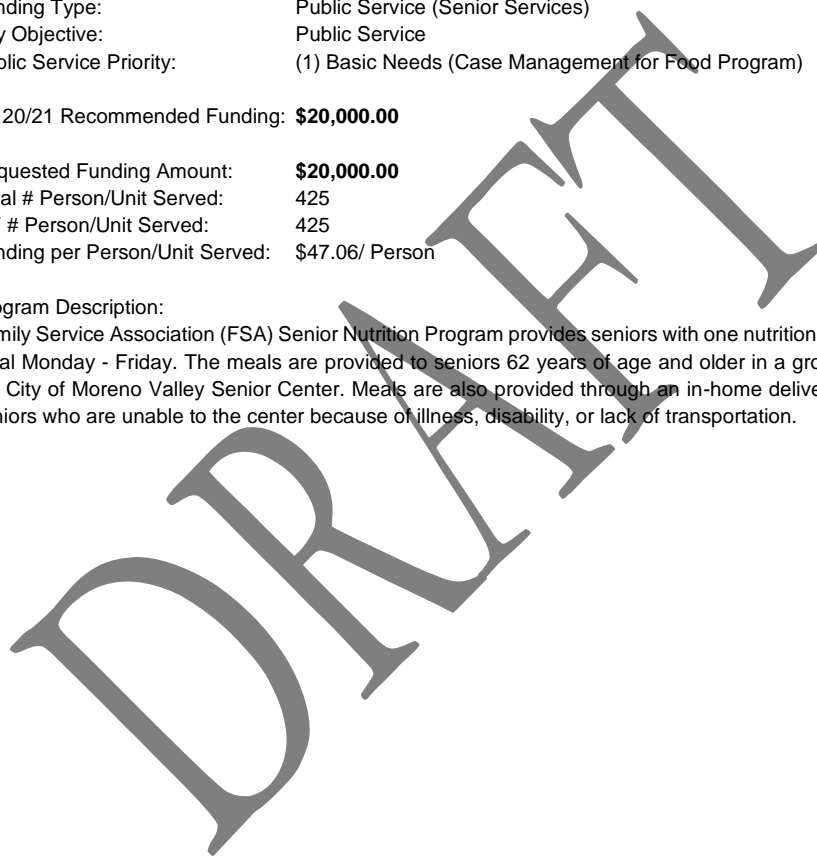 nding Type: Public Service (Senior Services)
y Objective: Public Service
blic Service Priority: (1) Basic Needs (Case Management for Food Program)
20/21 Recommended Funding: $20,000.00
quested Funding Amount: $20,000.00
al # Person/Unit Served: 425
# Person/Unit Served: 425
nding per Person/Unit Served: $47.06/ Person
ogram Description:
mily Service Association (FSA) Senior Nutrition Program provides seniors with one nutrition
al Monday - Friday. The meals are provided to seniors 62 years of age and older in a gro
City of Moreno Valley Senior Center. Meals are also provided through an in-home delive
niors who are unable to the center because of illness, disability, or lack of transportation.
DRAFT